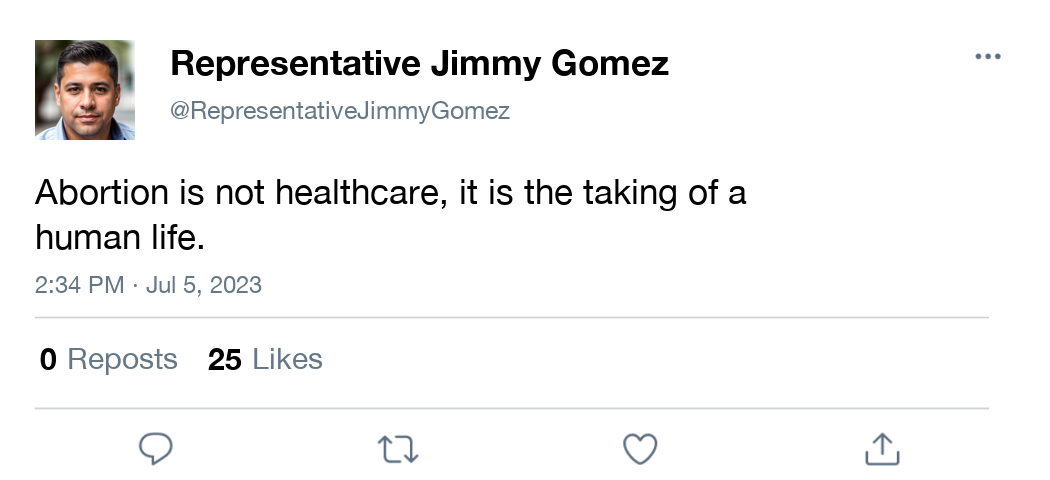 Representative Jimmy Gomez
@RepresentativeJimmyGomez
Abortion is not healthcare, it is the taking of a
human life.
2:34 PM · Jul 5, 2023
0 Reposts 25 Likes